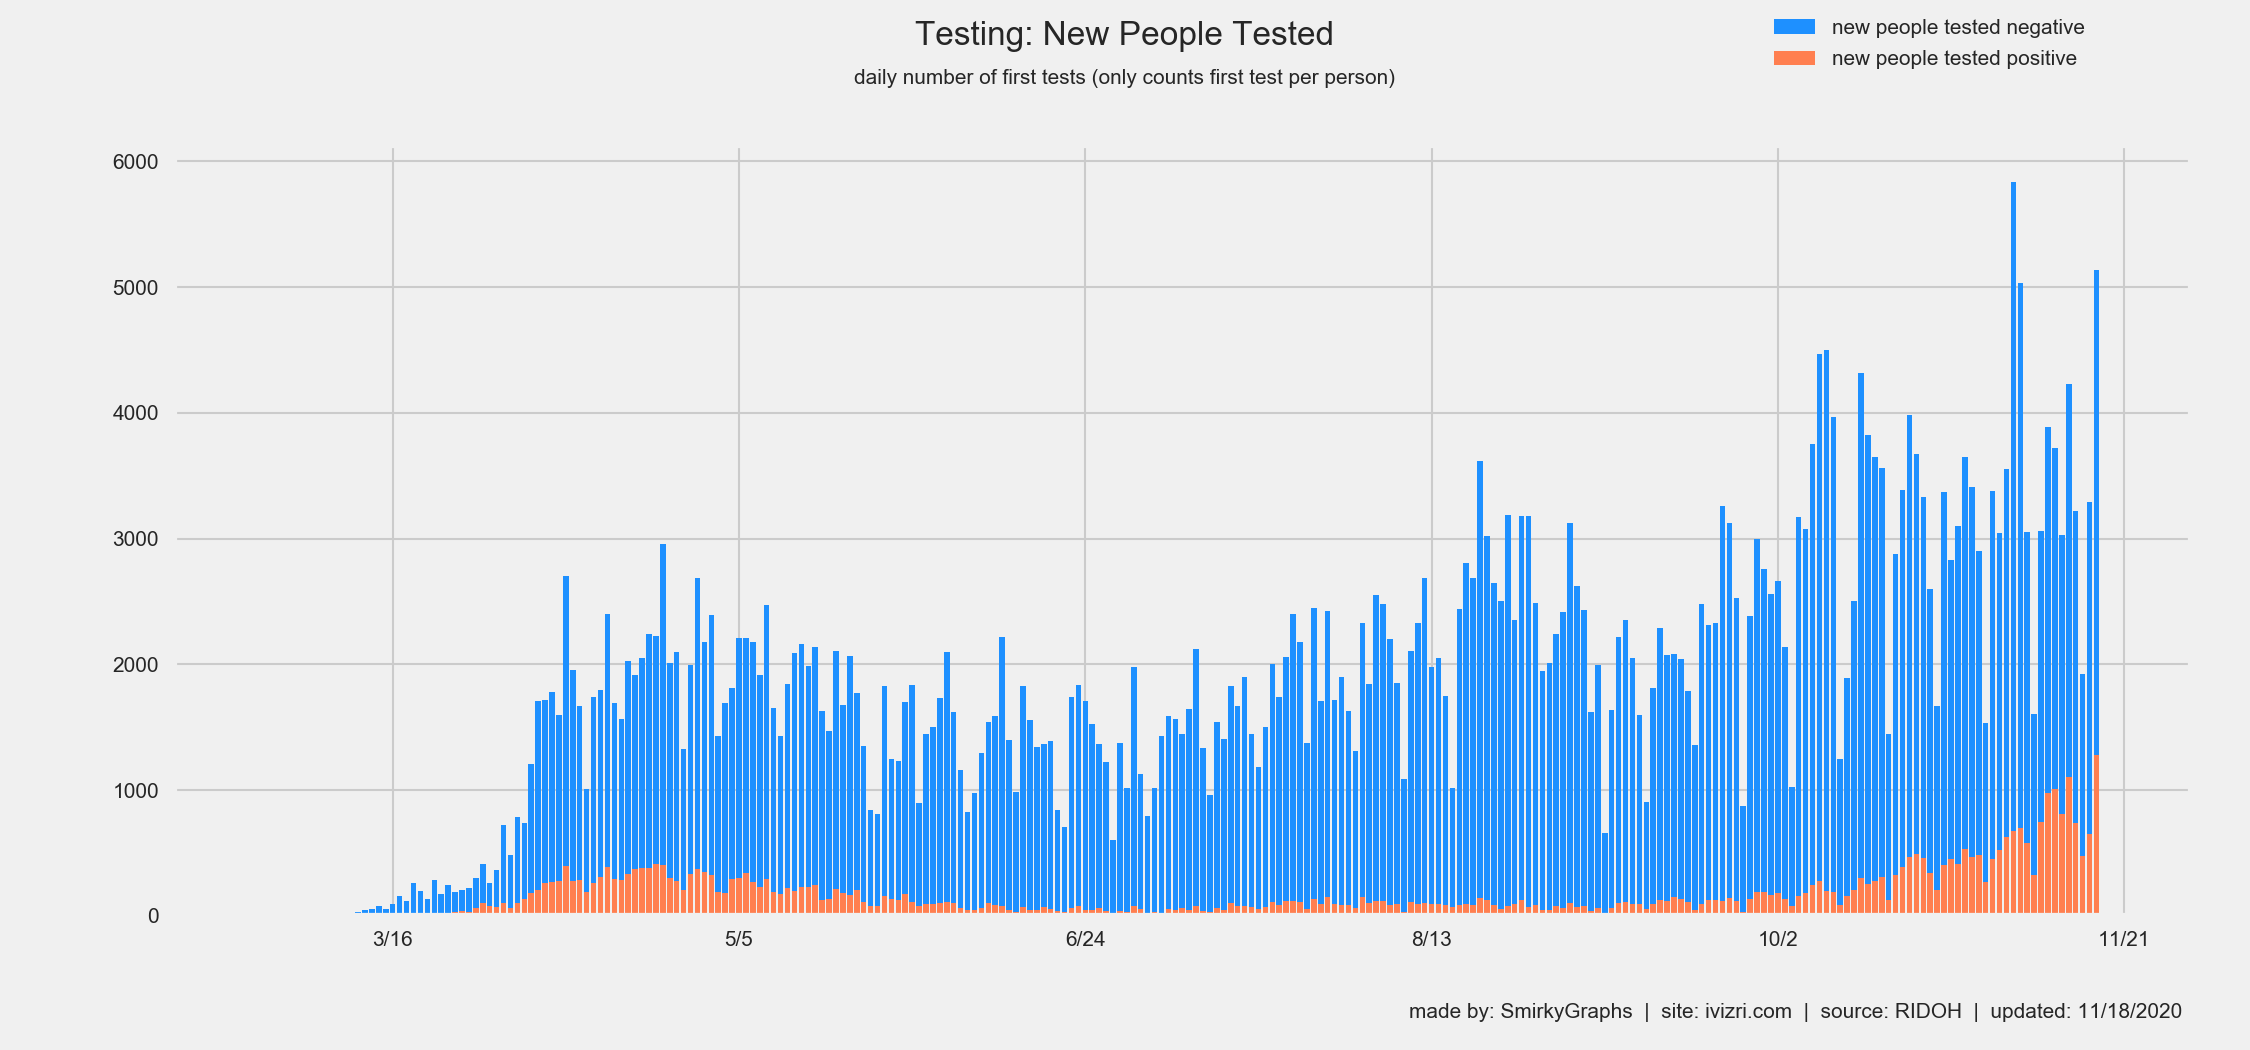 Testing: New People Tested
daily number of first tests (only counts first test per person)
new people tested negative
new people tested positive
6000
5000
4000
3000
2000
1000
0
3/16 5/5 6/24 8/13 10/2 11/21
made by: SmirkyGraphs | site: ivizri.com | source: RIDOH | updated: 11/18/2020